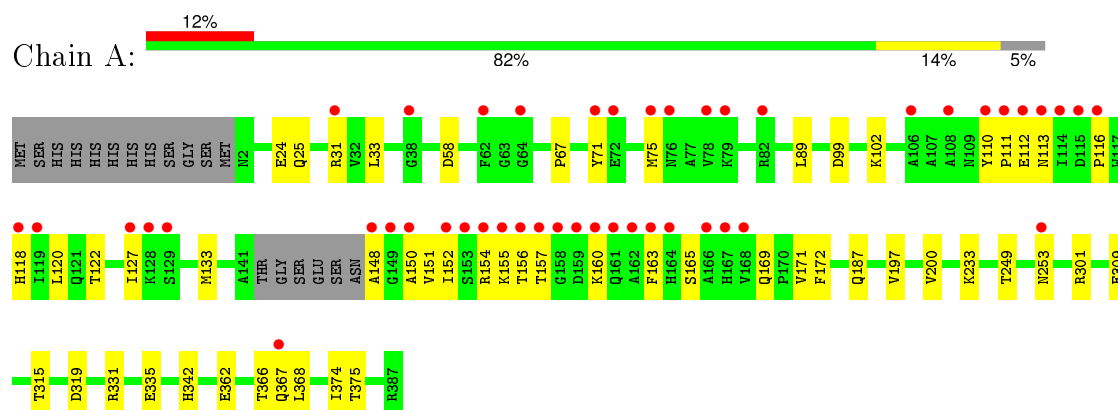 12%
Chain A:
82% 14% 5%
MET SER HIS HIS HIS HIS HIS HIS SER GLY SER MET N2 E24 Q25 R31 V32 L33 G38 D58 F62 G63 G64 P67 Y71 E72 M75 N76 A77 V78 K79 R82 L89 D99 K102 A106 A107 A108 N109 Y110 P111 E112 N113 I114 D115 P116 W117
H118 I119 L120 Q121 T122 I127 K128 S129 M133 A141 THR GLY SER GLU SER ASN A148 G149 A150 V151 I152 S153 R154 K155 T156 T157 G158 D159 K160 Q161 A162 F163 H164 S165 A166 H167 V168 Q169 P170 V171 F172 Q187 V197 V200 K233 T249 N253 R301
T315 D319 R331 E335 H342 E362 T366 Q367 L368 I374 T375 R387